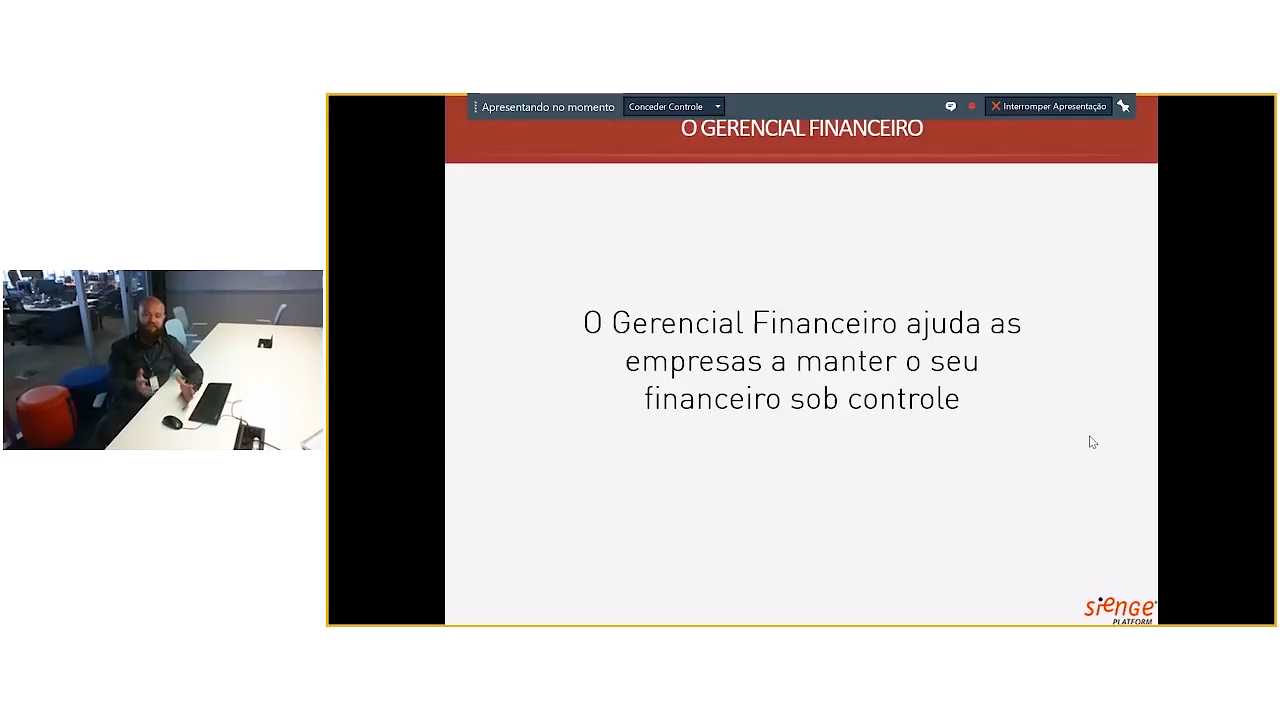 Apresentando no momento
Conceder Controle
Interromper Apresentação
O GERENCIAL FINANCEIRO
O Gerencial Financeiro ajuda as
empresas a manter o seu
financeiro sob controle
sienge
PLATFORM